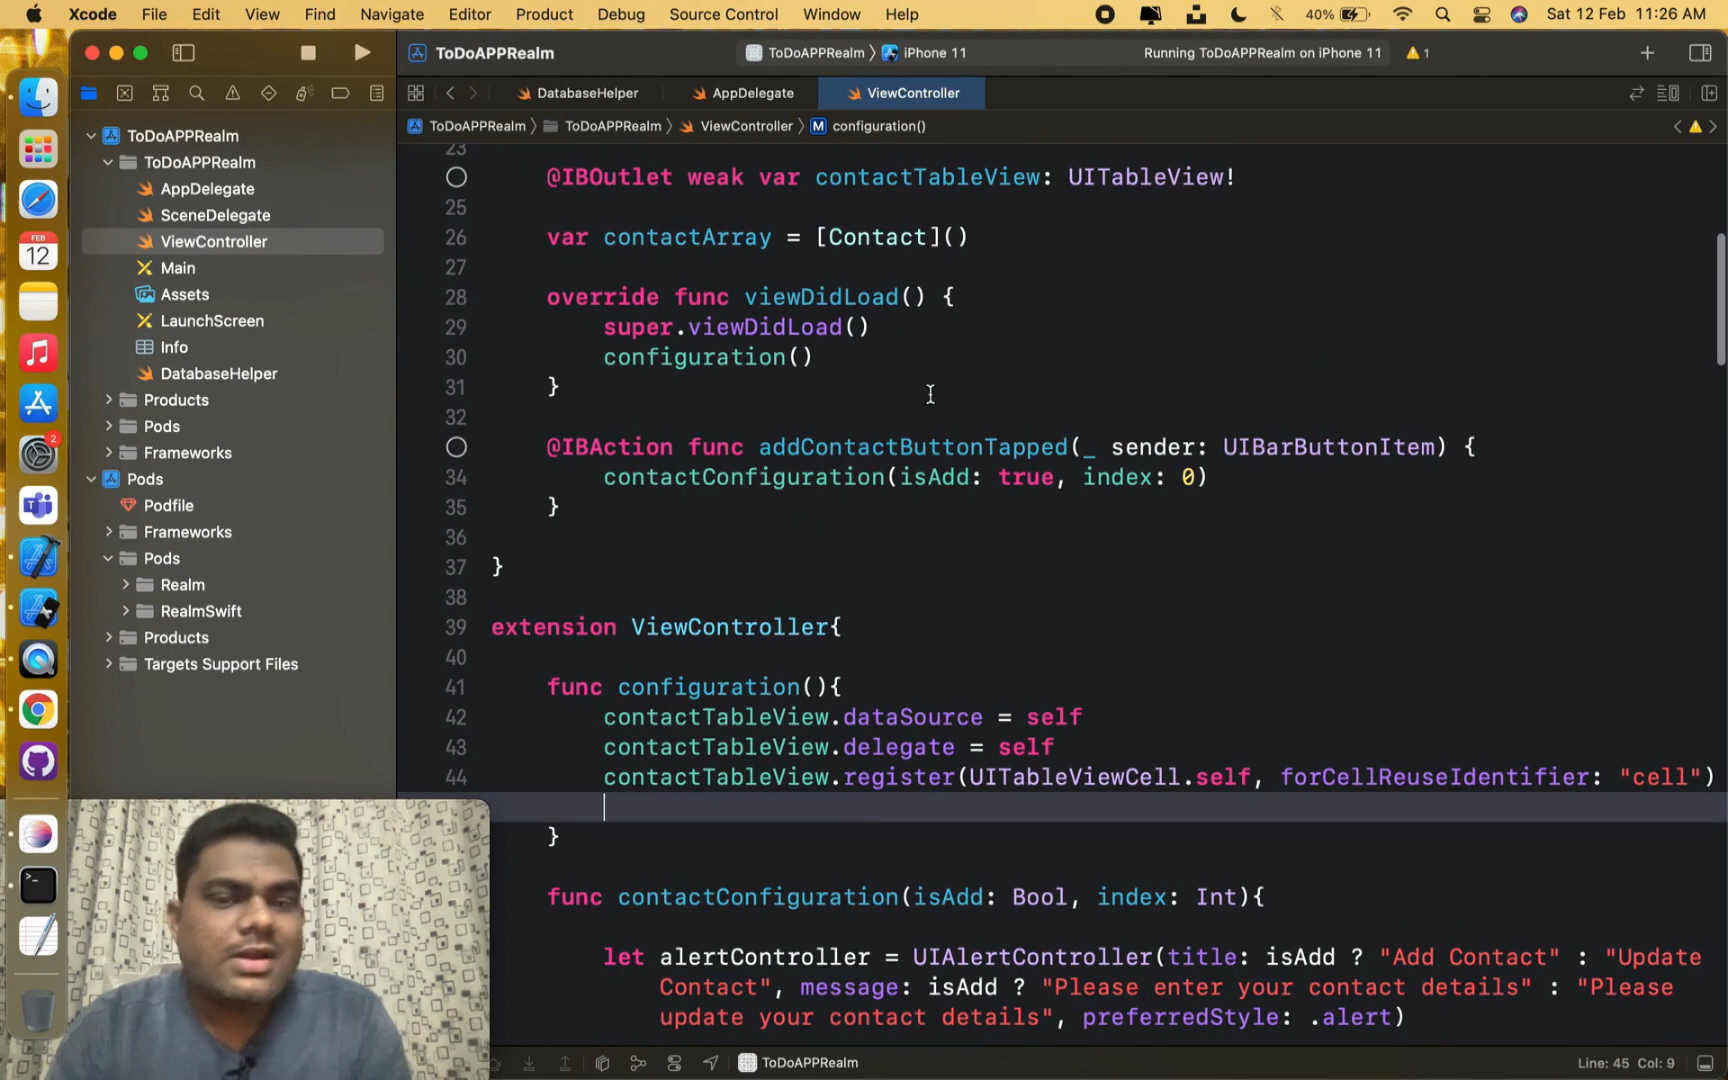 Xcode File Edit View Find Navigate Editor Product Debug Source Control Window Help 40% Sat 12 Feb 11:26 AM
ToDoAPPRealm ToDoAPPRealm iPhone 11 Running ToDoAPPRealm on iPhone 11 1
DatabaseHelper AppDelegate ViewController
ToDoAPPRealm ToDoAPPRealm ViewController M configuration()
ToDoAPPRealm
ToDoAPPRealm
AppDelegate
SceneDelegate
ViewController
Main
Assets
LaunchScreen
Info
DatabaseHelper
Products
Pods
Frameworks
Pods
Podfile
Frameworks
Pods
Realm
RealmSwift
Products
Targets Support Files
FEB
12
2
23
@IBOutlet weak var contactTableView: UITableView!
25
26 var contactArray = [Contact]()
27
28 override func viewDidLoad() {
29 super.viewDidLoad()
30 configuration()
31 }
32
@IBAction func addContactButtonTapped(_ sender: UIBarButtonItem) {
34 contactConfiguration(isAdd: true, index: 0)
35 }
36
37 }
38
39 extension ViewController{
40
41 func configuration(){
42 contactTableView.dataSource = self
43 contactTableView.delegate = self
44 contactTableView.register(UITableViewCell.self, forCellReuseIdentifier: "cell")
}
func contactConfiguration(isAdd: Bool, index: Int){
let alertController = UIAlertController(title: isAdd ? "Add Contact" : "Update
Contact", message: isAdd ? "Please enter your contact details" : "Please
update your contact details", preferredStyle: .alert)
ToDoAPPRealm Line: 45 Col: 9